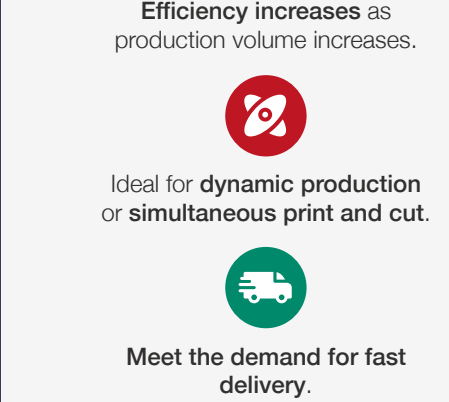 Efficiency increases as
production volume increases.
Ideal for dynamic production
or simultaneous print and cut.
Meet the demand for fast
delivery.